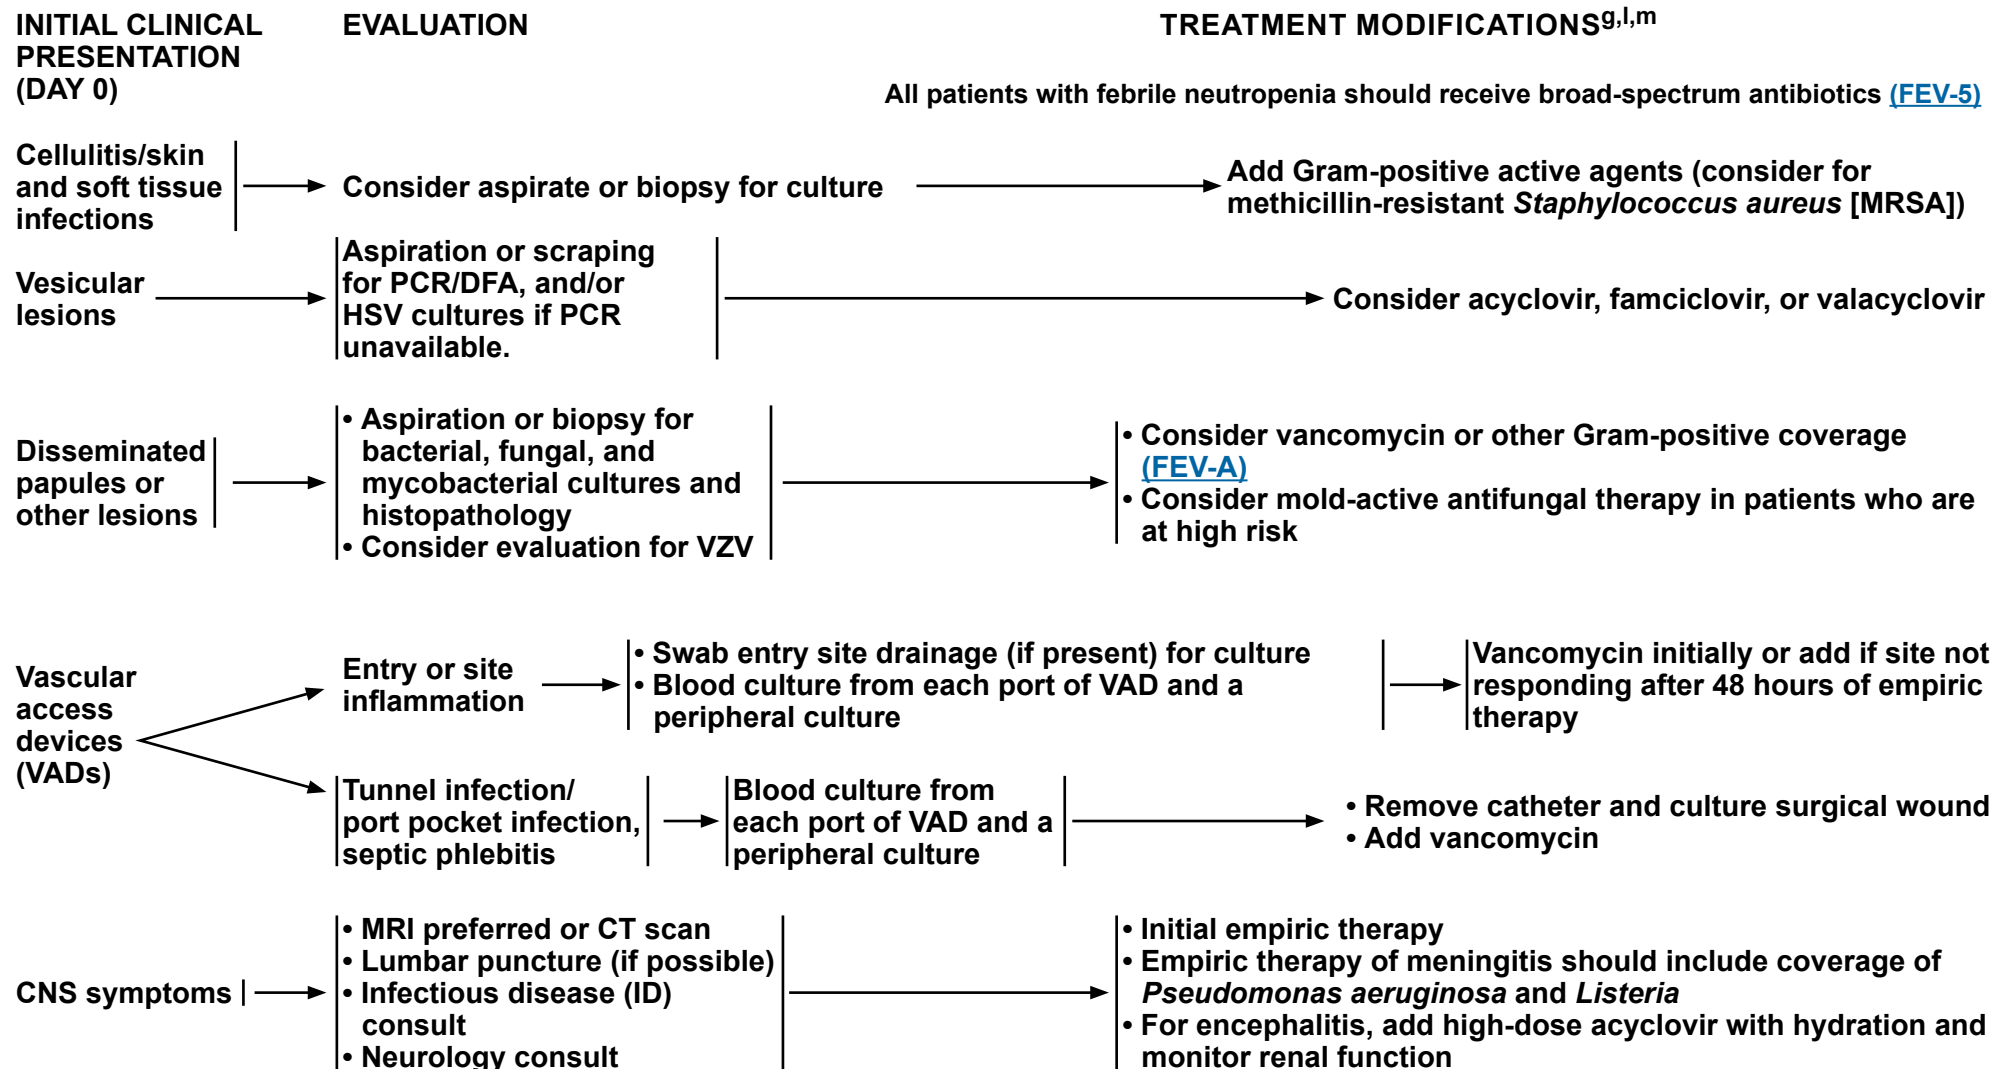 INITIAL CLINICAL
PRESENTATION
(DAY 0)
EVALUATION
TREATMENT MODIFICATIONSg,l,m
All patients with febrile neutropenia should receive broad-spectrum antibiotics (FEV-5)
Cellulitis/skin
and soft tissue
infections
Consider aspirate or biopsy for culture
Add Gram-positive active agents (consider for
methicillin-resistant Staphylococcus aureus [MRSA])
Vesicular
lesions
Aspiration or scraping
for PCR/DFA, and/or
HSV cultures if PCR
unavailable.
Consider acyclovir, famciclovir, or valacyclovir
Disseminated
papules or
other lesions
• Aspiration or biopsy for
bacterial, fungal, and
mycobacterial cultures and
histopathology
• Consider evaluation for VZV
• Consider vancomycin or other Gram-positive coverage
(FEV-A)
• Consider mold-active antifungal therapy in patients who are
at high risk
Vascular
access
devices
(VADs)
Entry or site
inflammation
• Swab entry site drainage (if present) for culture
• Blood culture from each port of VAD and a
peripheral culture
Vancomycin initially or add if site not
responding after 48 hours of empiric
therapy
Tunnel infection/
port pocket infection,
septic phlebitis
Blood culture from
each port of VAD and a
peripheral culture
• Remove catheter and culture surgical wound
• Add vancomycin
CNS symptoms
• MRI preferred or CT scan
• Lumbar puncture (if possible)
• Infectious disease (ID)
consult
• Neurology consult
• Initial empiric therapy
• Empiric therapy of meningitis should include coverage of
Pseudomonas aeruginosa and Listeria
• For encephalitis, add high-dose acyclovir with hydration and
monitor renal function